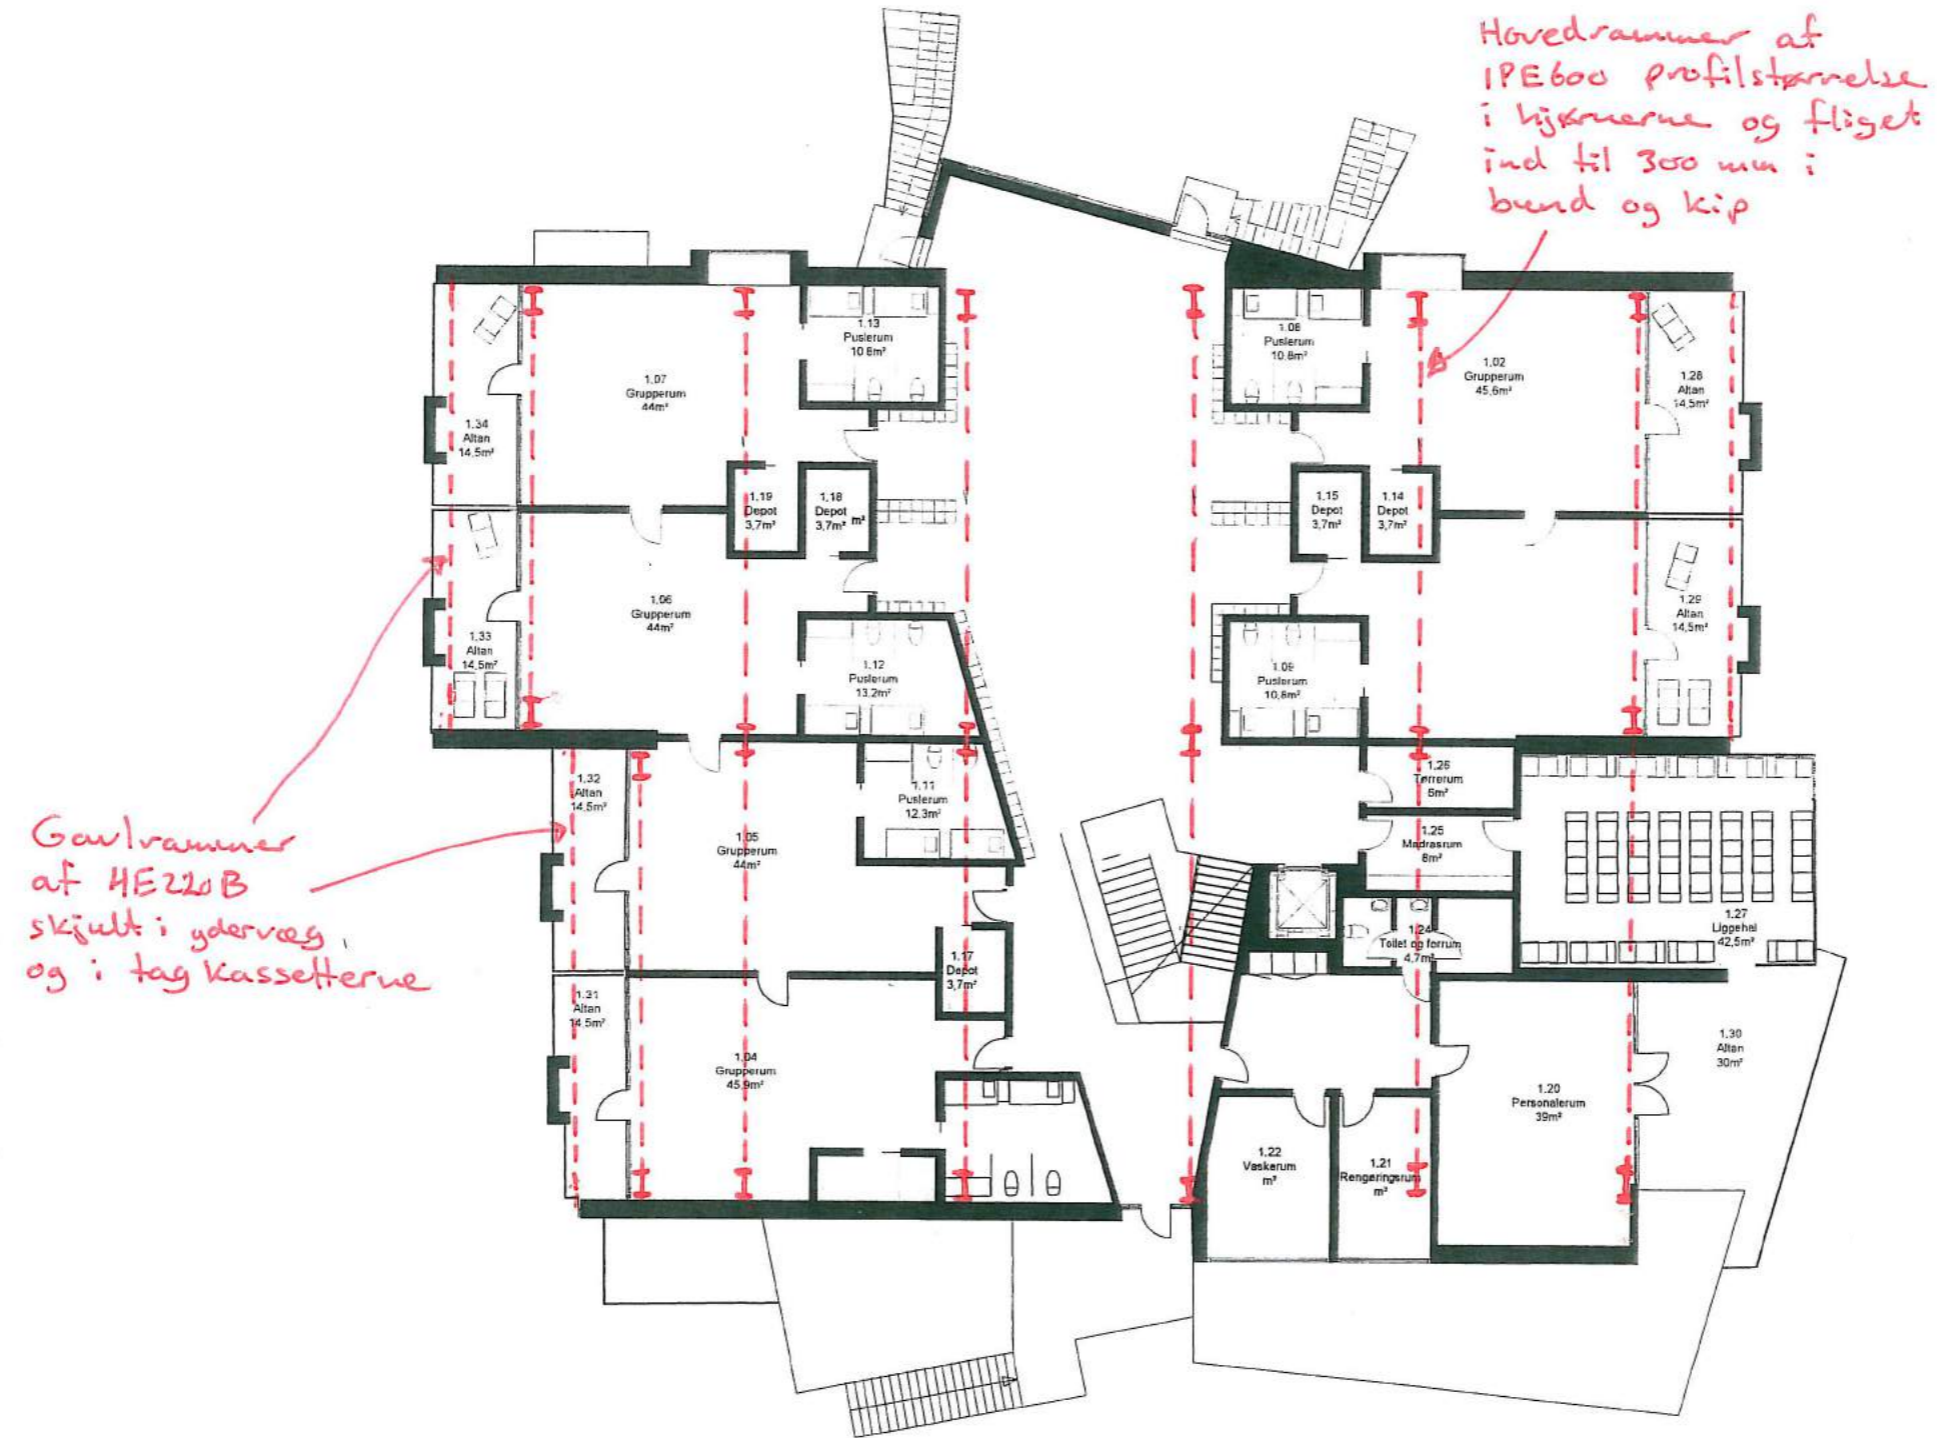 Hovedrammer af
IPE600 profilstørrelse
i hjørnerne og fliget
ind til 300 mm i
bund og kip
1.13
Puslerum
10.8m²
1.08
Puslerum
10.8m²
1.07
Grupperum
44m²
1.02
Grupperum
45,6m²
1.28
Altan
14,5m²
1.34
Altan
14,5m²
1.19
Depot
3,7m²
1.18
Depot
3,7m² m²
1.15
Depot
3,7m²
1.14
Depot
3,7m²
1.06
Grupperum
44m²
1.29
Altan
14,5m²
1.33
Altan
14,5m²
1.12
Puslerum
13.2m²
1.09
Puslerum
10,8m²
1.32
Altan
14,5m²
1.11
Puslerum
12.3m²
1.26
Tørrerum
6m²
1.05
Grupperum
44m²
1.25
Madrasrum
8m²
Gavlrammer
af HE220B
skjult i ydervæg,
og i tag kassetterne
1.27
Liggehal
42,5m²
1.24
Toilet og forrum
4,7m²
1.17
Depot
3,7m²
1.31
Altan
14,5m²
1.30
Altan
30m²
1.04
Grupperum
45,9m²
1.20
Personalerum
39m²
1.22
Vaskerum
m²
1.21
Rengøringsrum
m²